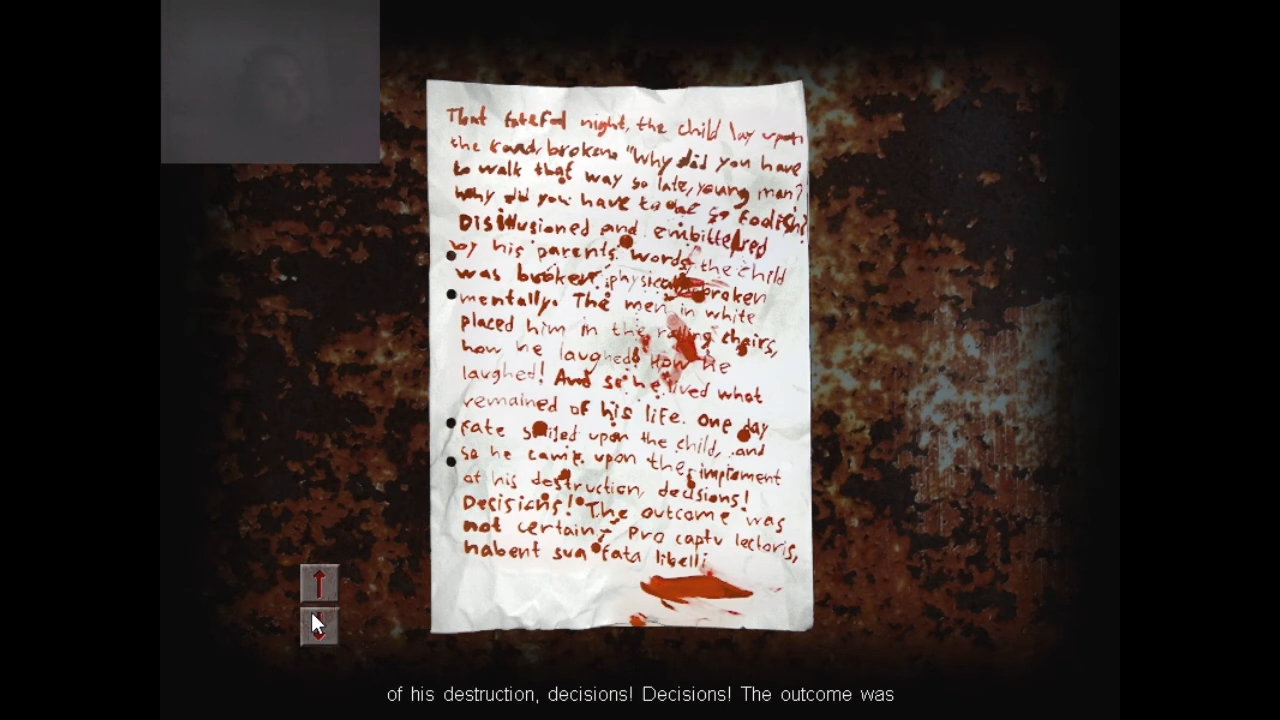 That fateful night, the child lay upon
the road, broken. "Why did you have
to walk that way so late, young man?
Why did you have to be so foolish?
Disillusioned and embittered
by his parents' words, the child
was broken, physically broken
mentally. The men in white
placed him in the rolling chairs,
how he laughed! How he
laughed! And so he lived what
remained of his life. One day
fate smiled upon the child, and
so he came upon the implement
of his destruction, decisions!
Decisions! The outcome was
not certain. Pro captu lectoris,
habent sua fata libelli
of his destruction, decisions! Decisions! The outcome was